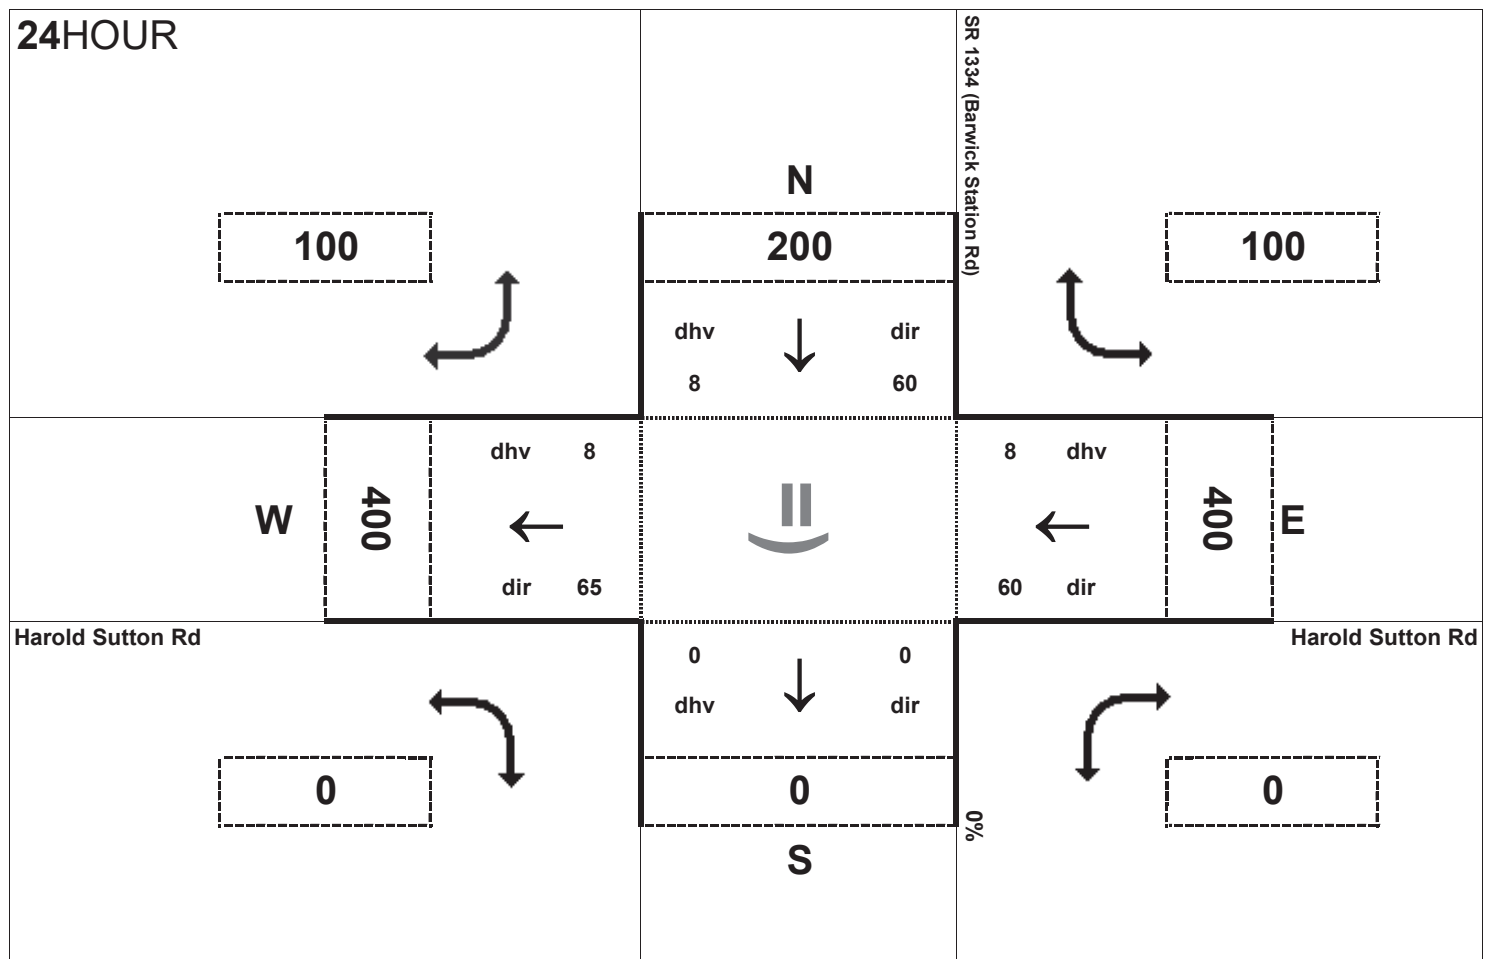 24HOUR
SR 1334 (Barwick Station Rd)
N
100
200
100
dhv
dir
8
60
dhv 8
8 dhv
W
400
400
E
dir 65
60 dir
Harold Sutton Rd
Harold Sutton Rd
0
0
dhv
dir
0
0
0
0%
S